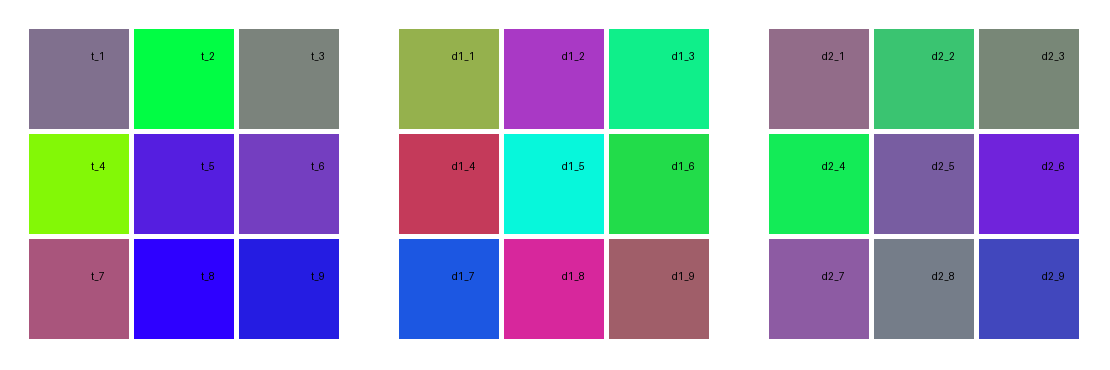 t_1 t_2 t_3 d1_1 d1_2 d1_3 d2_1 d2_2 d2_3
t_4 t_5 t_6 d1_4 d1_5 d1_6 d2_4 d2_5 d2_6
t_7 t_8 t_9 d1_7 d1_8 d1_9 d2_7 d2_8 d2_9